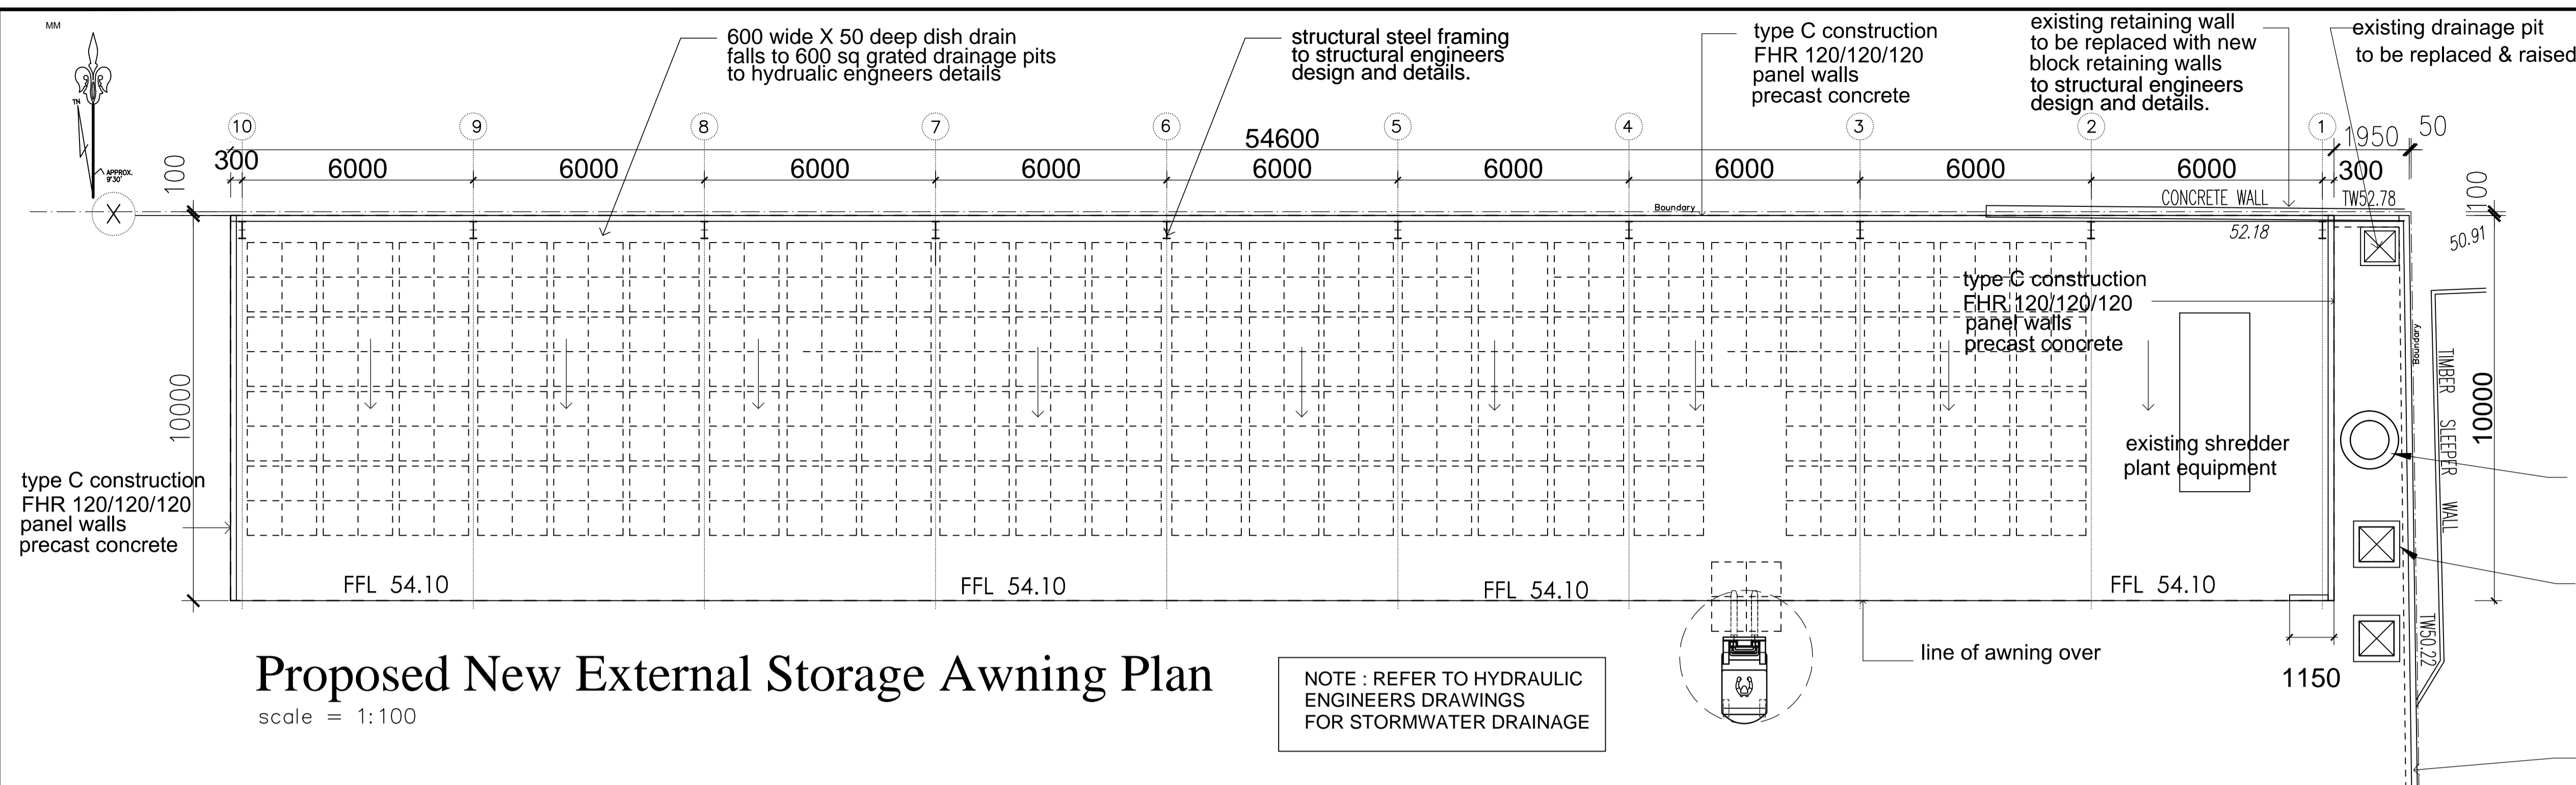 MM
600 wide X 50 deep dish drain
falls to 600 sq grated drainage pits
to hydrualic engneers details
structural steel framing
to structural engineers
design and details.
type C construction
FHR 120/120/120
panel walls
precast concrete
existing retaining wall
to be replaced with new
block retaining walls
to structural engineers
design and details.
existing drainage pit
to be replaced & raised
TN
APPROX.
9°30'
10
9
8
7
6
5
4
3
2
1
54600
1950
50
100
300
6000
6000
6000
6000
6000
6000
6000
6000
6000
300
100
X
Boundary
CONCRETE WALL
TW52.78
52.18
50.91
type C construction
FHR 120/120/120
panel walls
precast concrete
Boundary
TIMBER SLEEPER WALL
10000
10000
existing shredder
plant equipment
type C construction
FHR 120/120/120
panel walls
precast concrete
FFL 54.10
FFL 54.10
FFL 54.10
FFL 54.10
TW50.22
line of awning over
1150
Proposed New External Storage Awning Plan
scale = 1:100
NOTE : REFER TO HYDRAULIC
ENGINEERS DRAWINGS
FOR STORMWATER DRAINAGE